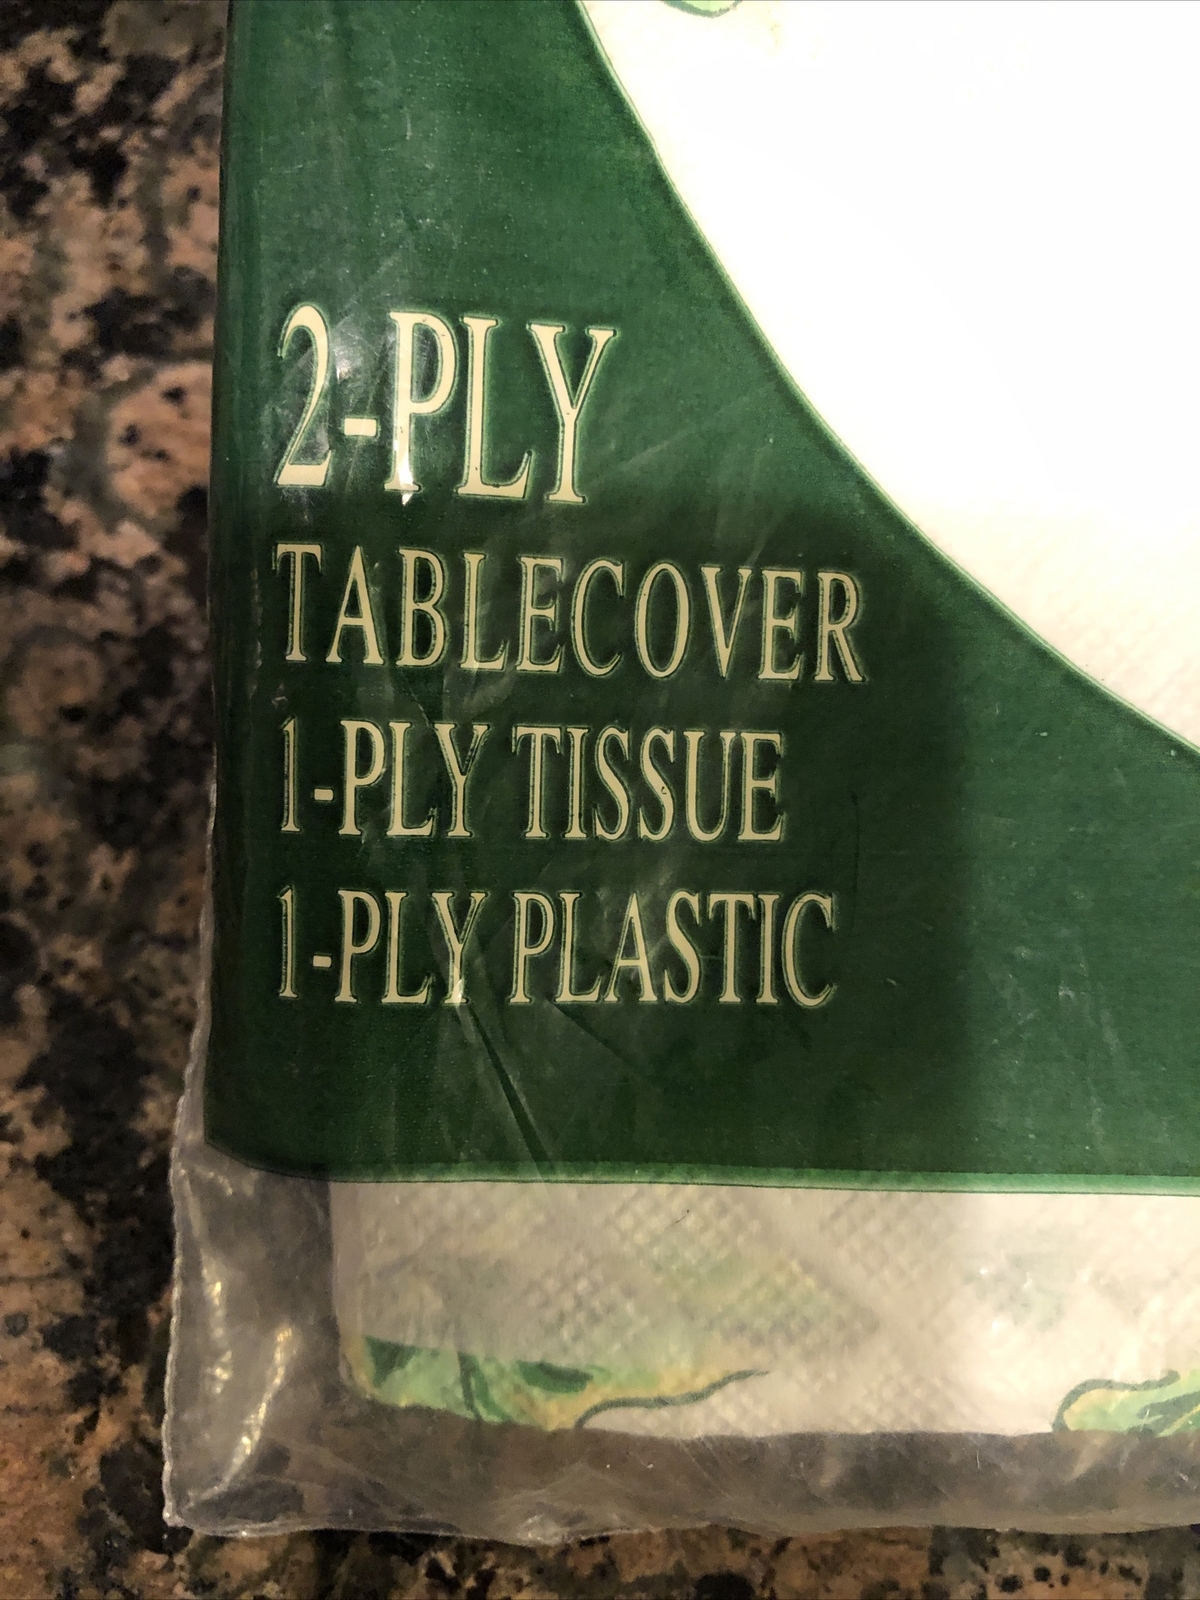 2-PLY
TABLECOVER
1-PLY TISSUE
1-PLY PLASTIC